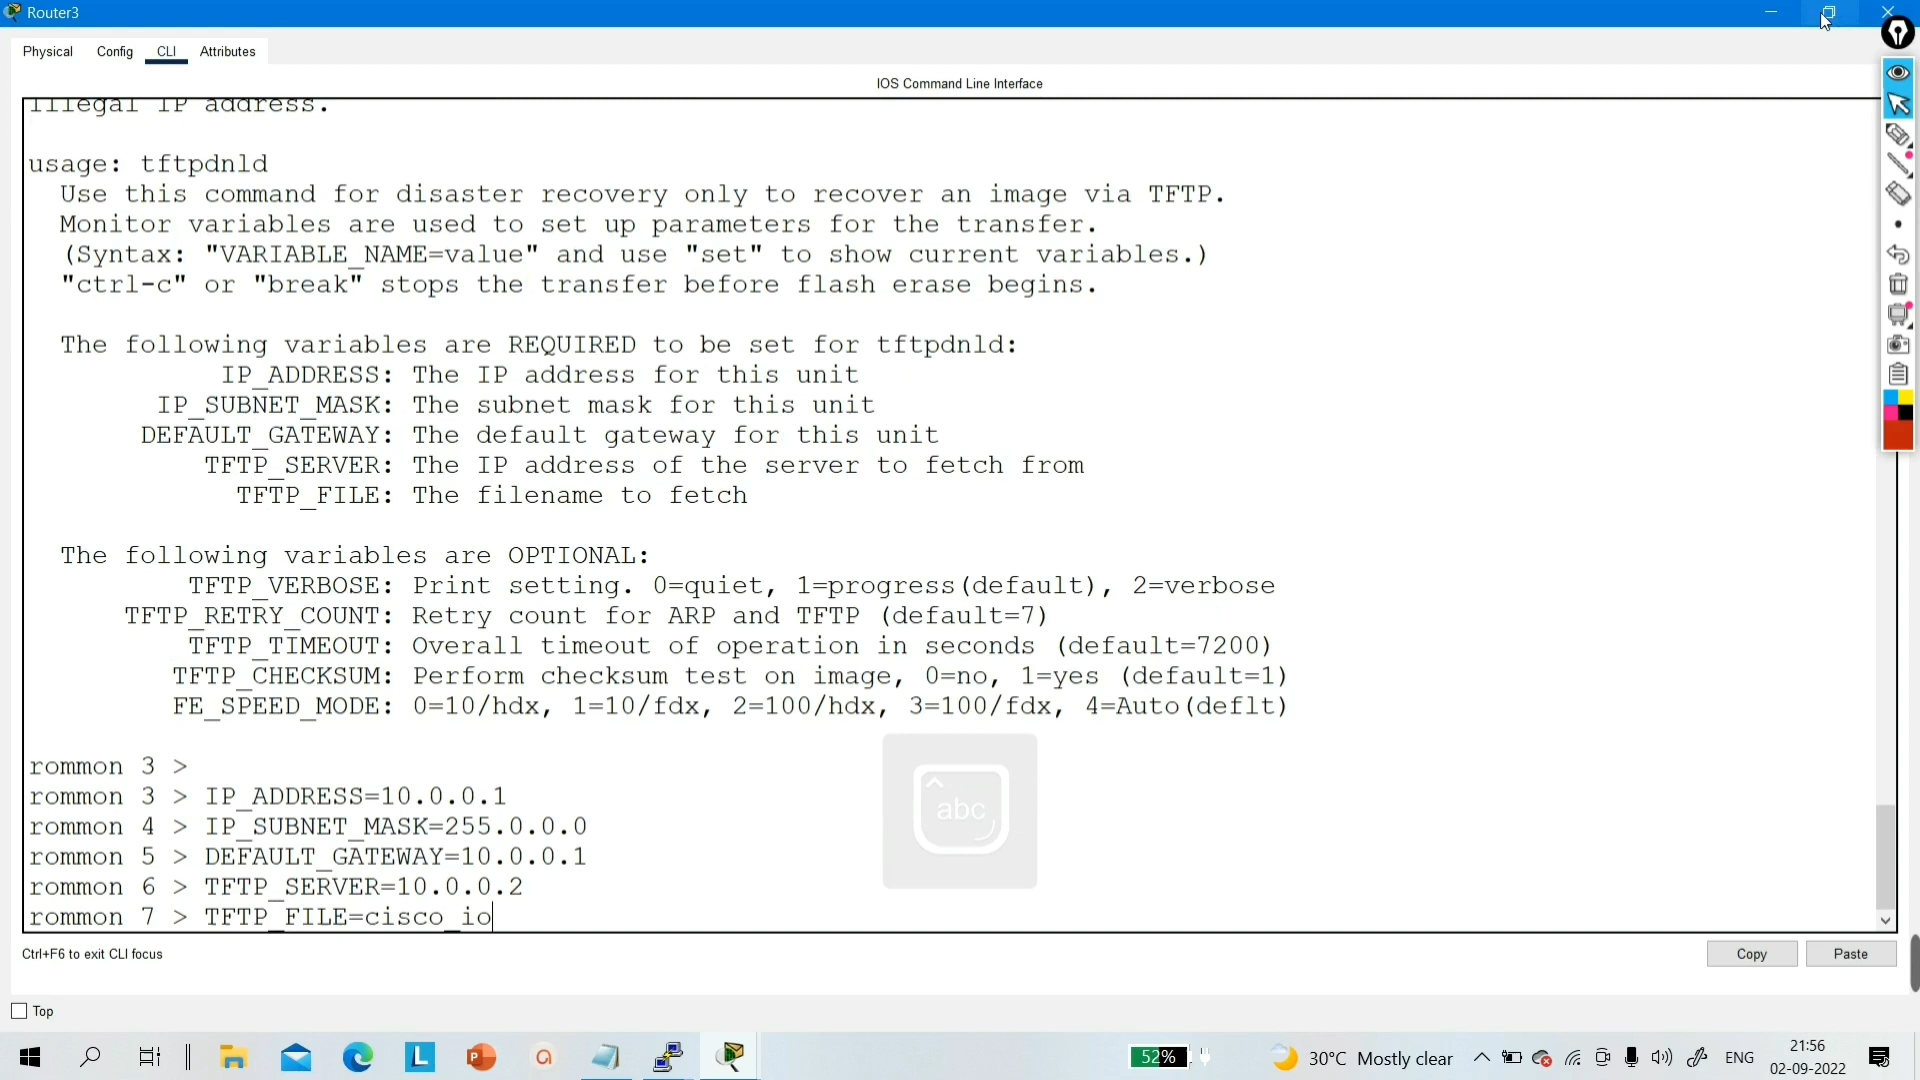 Router3
Physical Config CLI Attributes
IOS Command Line Interface
Illegal IP address.
usage: tftpdnld
Use this command for disaster recovery only to recover an image via TFTP.
Monitor variables are used to set up parameters for the transfer.
(Syntax: "VARIABLE_NAME=value" and use "set" to show current variables.)
"ctrl-c" or "break" stops the transfer before flash erase begins.
The following variables are REQUIRED to be set for tftpdnld:
IP_ADDRESS: The IP address for this unit
IP_SUBNET_MASK: The subnet mask for this unit
DEFAULT_GATEWAY: The default gateway for this unit
TFTP_SERVER: The IP address of the server to fetch from
TFTP_FILE: The filename to fetch
The following variables are OPTIONAL:
TFTP_VERBOSE: Print setting. 0=quiet, 1=progress(default), 2=verbose
TFTP_RETRY_COUNT: Retry count for ARP and TFTP (default=7)
TFTP_TIMEOUT: Overall timeout of operation in seconds (default=7200)
TFTP_CHECKSUM: Perform checksum test on image, 0=no, 1=yes (default=1)
FE_SPEED_MODE: 0=10/hdx, 1=10/fdx, 2=100/hdx, 3=100/fdx, 4=Auto(deflt)
rommon 3 >
rommon 3 > IP_ADDRESS=10.0.0.1
rommon 4 > IP_SUBNET_MASK=255.0.0.0
rommon 5 > DEFAULT_GATEWAY=10.0.0.1
rommon 6 > TFTP_SERVER=10.0.0.2
rommon 7 > TFTP_FILE=cisco_io
abc
Ctrl+F6 to exit CLI focus
Copy Paste
Top
52% 30°C Mostly clear ENG 21:56
02-09-2022